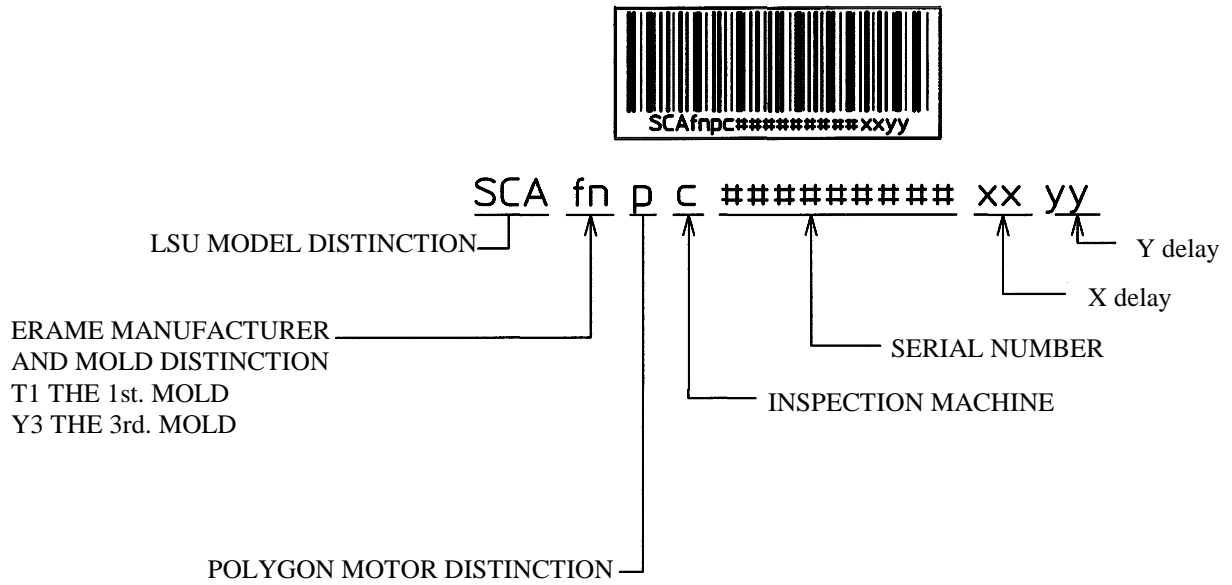 SCAfnpc#########xxyy
SCA fn p c ######### xx yy
LSU MODEL DISTINCTION
Y delay
X delay
ERAME MANUFACTURER
AND MOLD DISTINCTION
T1 THE 1st. MOLD
Y3 THE 3rd. MOLD
SERIAL NUMBER
INSPECTION MACHINE
POLYGON MOTOR DISTINCTION